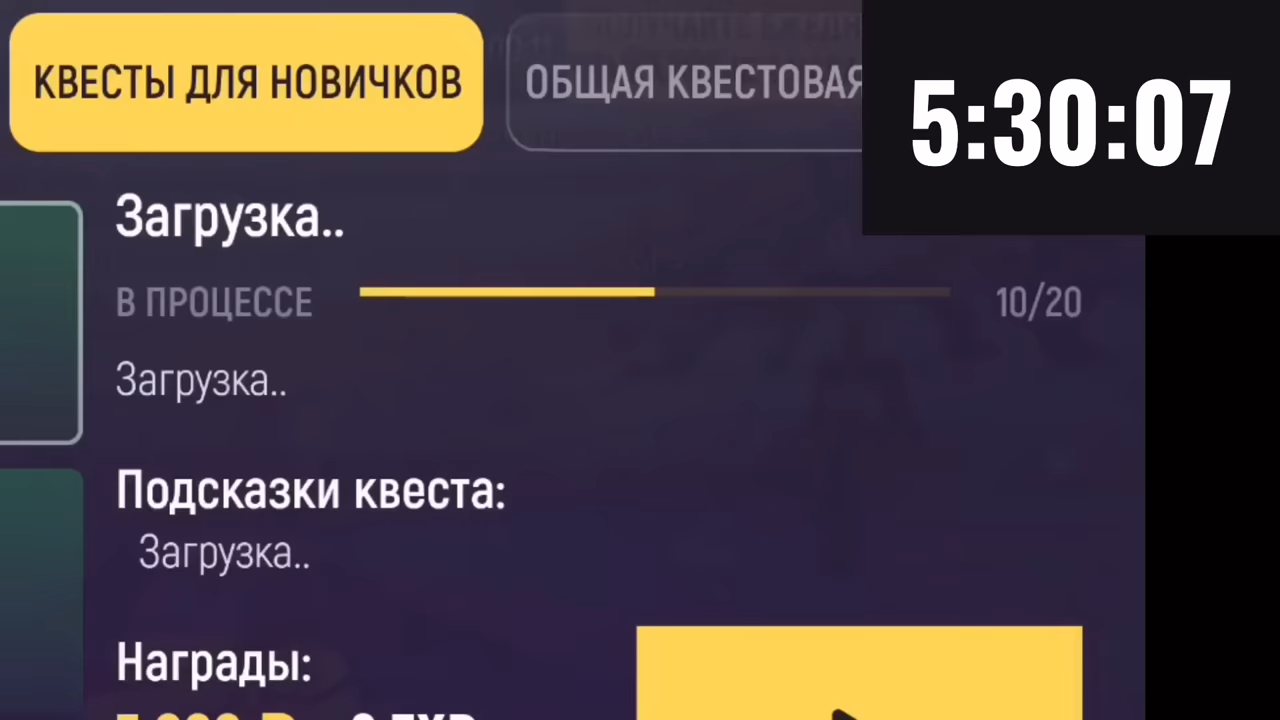 КВЕСТЫ ДЛЯ НОВИЧКОВ
ОБЩАЯ КВЕСТОВАЯ
5:30:07
Загрузка..
В ПРОЦЕССЕ
10/20
Загрузка..
Подсказки квеста:
Загрузка..
Награды: